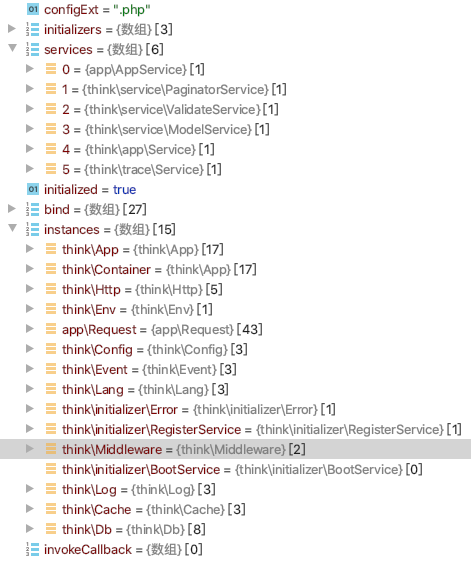 configExt = ".php"
initializers = {数组} [3]
services = {数组} [6]
0 = {app\AppService} [1]
1 = {think\service\PaginatorService} [1]
2 = {think\service\ValidateService} [1]
3 = {think\service\ModelService} [1]
4 = {think\app\Service} [1]
5 = {think\trace\Service} [1]
initialized = true
bind = {数组} [27]
instances = {数组} [15]
think\App = {think\App} [17]
think\Container = {think\App} [17]
think\Http = {think\Http} [5]
think\Env = {think\Env} [1]
app\Request = {app\Request} [43]
think\Config = {think\Config} [3]
think\Event = {think\Event} [3]
think\Lang = {think\Lang} [3]
think\initializer\Error = {think\initializer\Error} [1]
think\initializer\RegisterService = {think\initializer\RegisterService} [1]
think\Middleware = {think\Middleware} [2]
think\initializer\BootService = {think\initializer\BootService} [0]
think\Log = {think\Log} [3]
think\Cache = {think\Cache} [3]
think\Db = {think\Db} [8]
invokeCallback = {数组} [0]